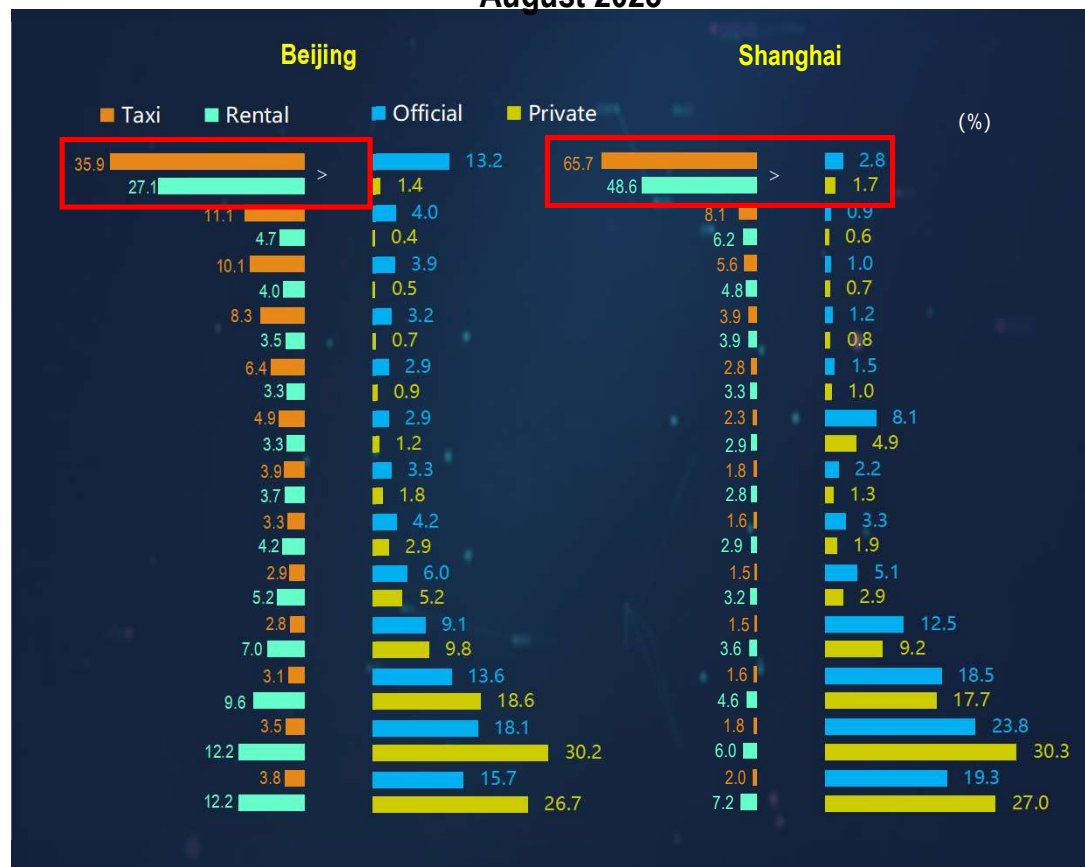 August 2020
Beijing Shanghai
Taxi Rental Official Private
(%)
35.9 > 13.2 65.7 > 2.8
27.1 1.4 48.6 1.7
11.1 4.0 8.1 0.9
4.7 0.4 6.2 0.6
10.1 3.9 5.6 1.0
4.0 0.5 4.8 0.7
8.3 3.2 3.9 1.2
3.5 0.7 3.9 0.8
6.4 2.9 2.8 1.5
3.3 0.9 3.3 1.0
4.9 2.9 2.3 8.1
3.3 1.2 2.9 4.9
3.9 3.3 1.8 2.2
3.7 1.8 2.8 1.3
3.3 4.2 1.6 3.3
4.2 2.9 2.9 1.9
2.9 6.0 1.5 5.1
5.2 5.2 3.2 2.9
2.8 9.1 1.5 12.5
7.0 9.8 3.6 9.2
3.1 13.6 1.6 18.5
9.6 18.6 4.6 17.7
3.5 18.1 1.8 23.8
12.2 30.2 6.0 30.3
3.8 15.7 2.0 19.3
12.2 26.7 7.2 27.0